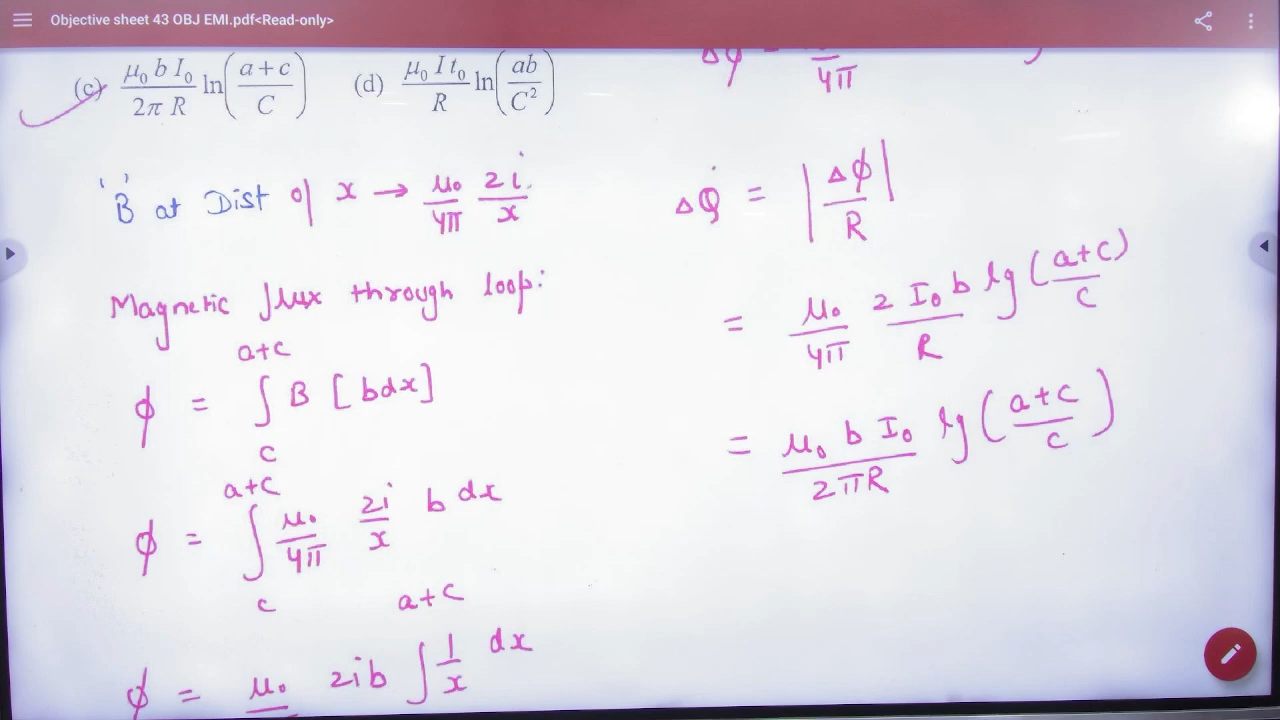 Objective sheet 43 OBJ EMI.pdf<Read-only>
(c) μ₀ b I₀ / 2π R ln((a+c)/C) (d) μ₀ I t₀ / R ln(ab/C²)
'B' at Dist of x → μ₀/4π 2i/x
Magnetic flux through loop:
ϕ = ∫_c^{a+c} B [bdx]
ϕ = ∫_c^{a+c} μ₀/4π 2i/x b dx
ϕ = μ₀ 2ib ∫^{a+c} 1/x dx
4π
ΔQ = |Δϕ/R|
= μ₀/4π 2 I₀ b/R lg((a+c)/c)
= μ₀ b I₀/2πR lg((a+c)/c)